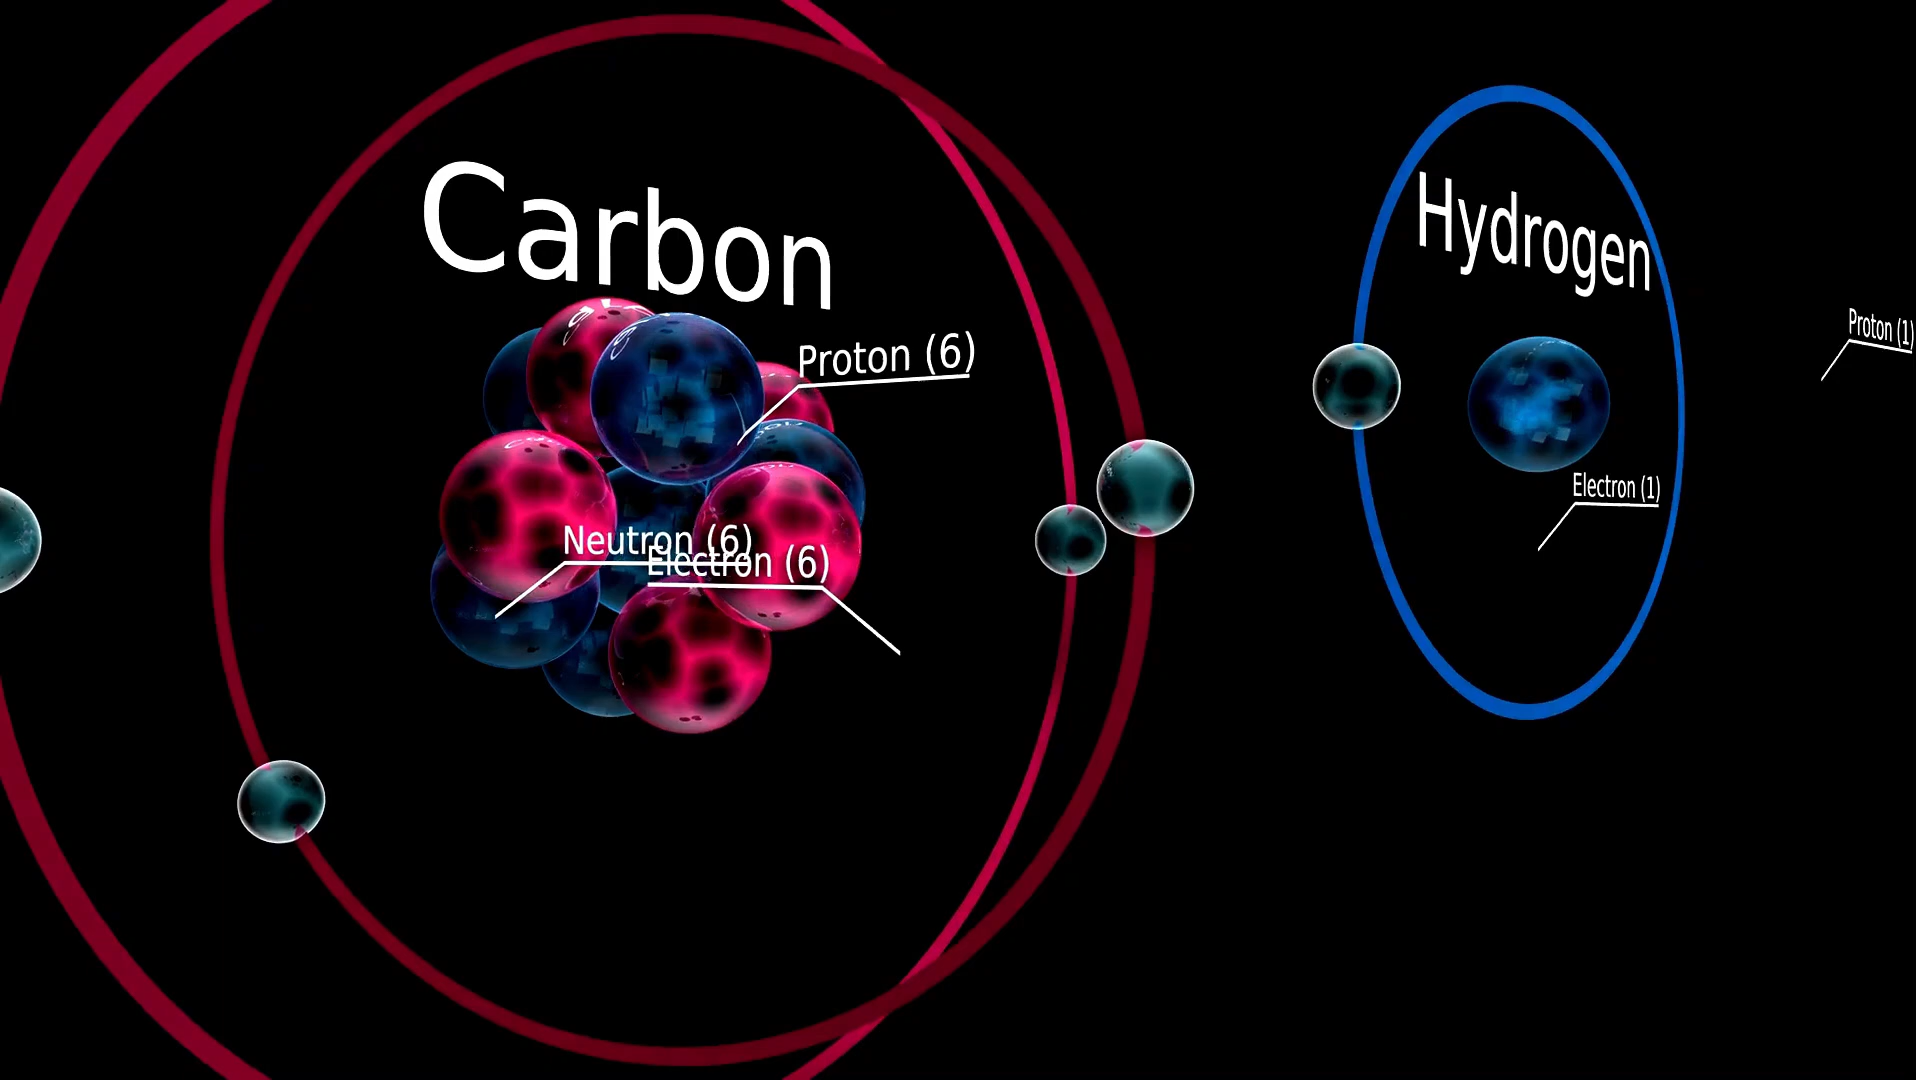 Carbon
Proton (6)
Neutron (6)
Electron (6)
Hydrogen
Proton (1)
Electron (1)